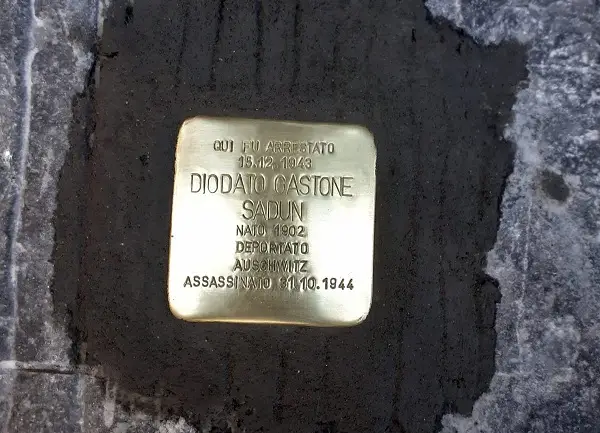 QUI FU ARRESTATO
15.12.1943
DIODATO GASTONE
SADUN
NATO 1902
DEPORTATO
AUSCHWITZ
ASSASSINATO 31.10.1944